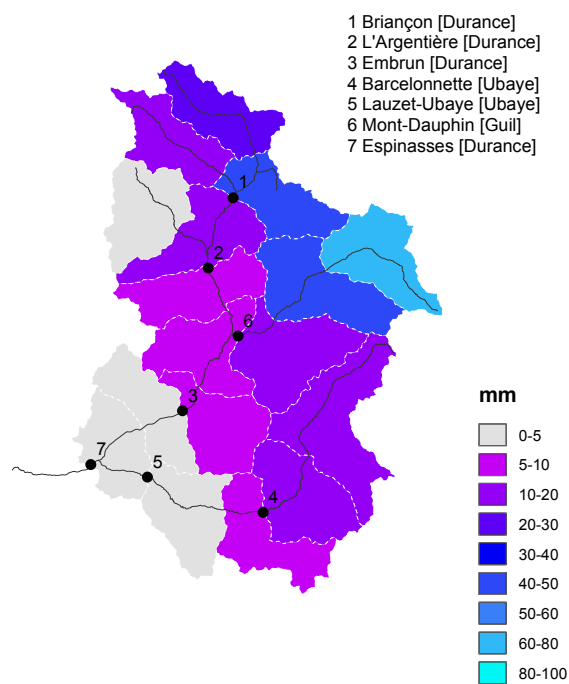 1 Briançon [Durance]
2 L'Argentière [Durance]
3 Embrun [Durance]
4 Barcelonnette [Ubaye]
5 Lauzet-Ubaye [Ubaye]
6 Mont-Dauphin [Guil]
7 Espinasses [Durance]
1
2
6
3
7
5
4
mm
0-5
5-10
10-20
20-30
30-40
40-50
50-60
60-80
80-100